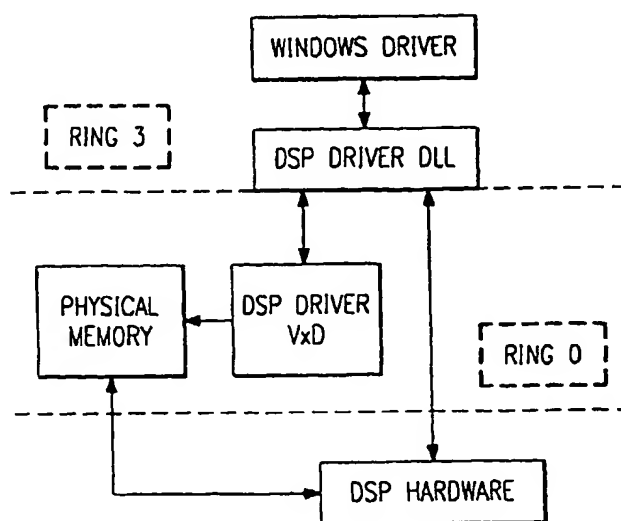 WINDOWS DRIVER
RING 3
DSP DRIVER DLL
PHYSICAL
MEMORY
DSP DRIVER
VxD
RING 0
DSP HARDWARE